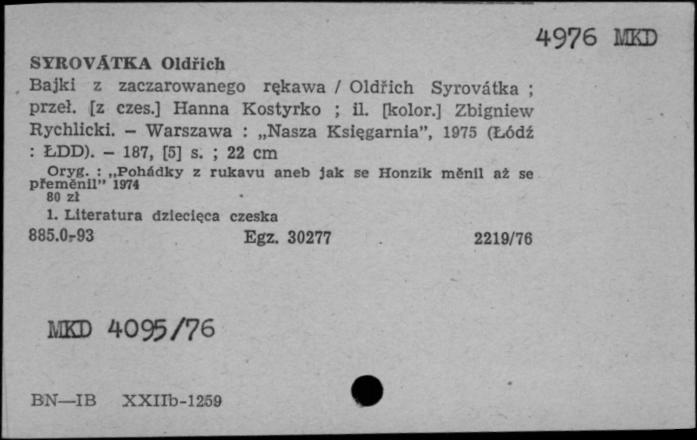 4976 MKD
SYROVÁTKA Oldřich
Bajki z zaczarowanego rękawa / Oldřich Syrovátka ;
przeł. [z czes.] Hanna Kostyrko ; il. [kolor.] Zbigniew
Rychlicki. – Warszawa : „Nasza Księgarnia”, 1975 (Łódź
: ŁDD). – 187, [5] s. ; 22 cm
Oryg. : „Pohádky z rukavu aneb jak se Honzik měnil až se
přeměnil” 1974
80 zł
1. Literatura dziecięca czeska
885.0-93 Egz. 30277 2219/76
MKD 4095/76
BN—IB XXIIb-1259